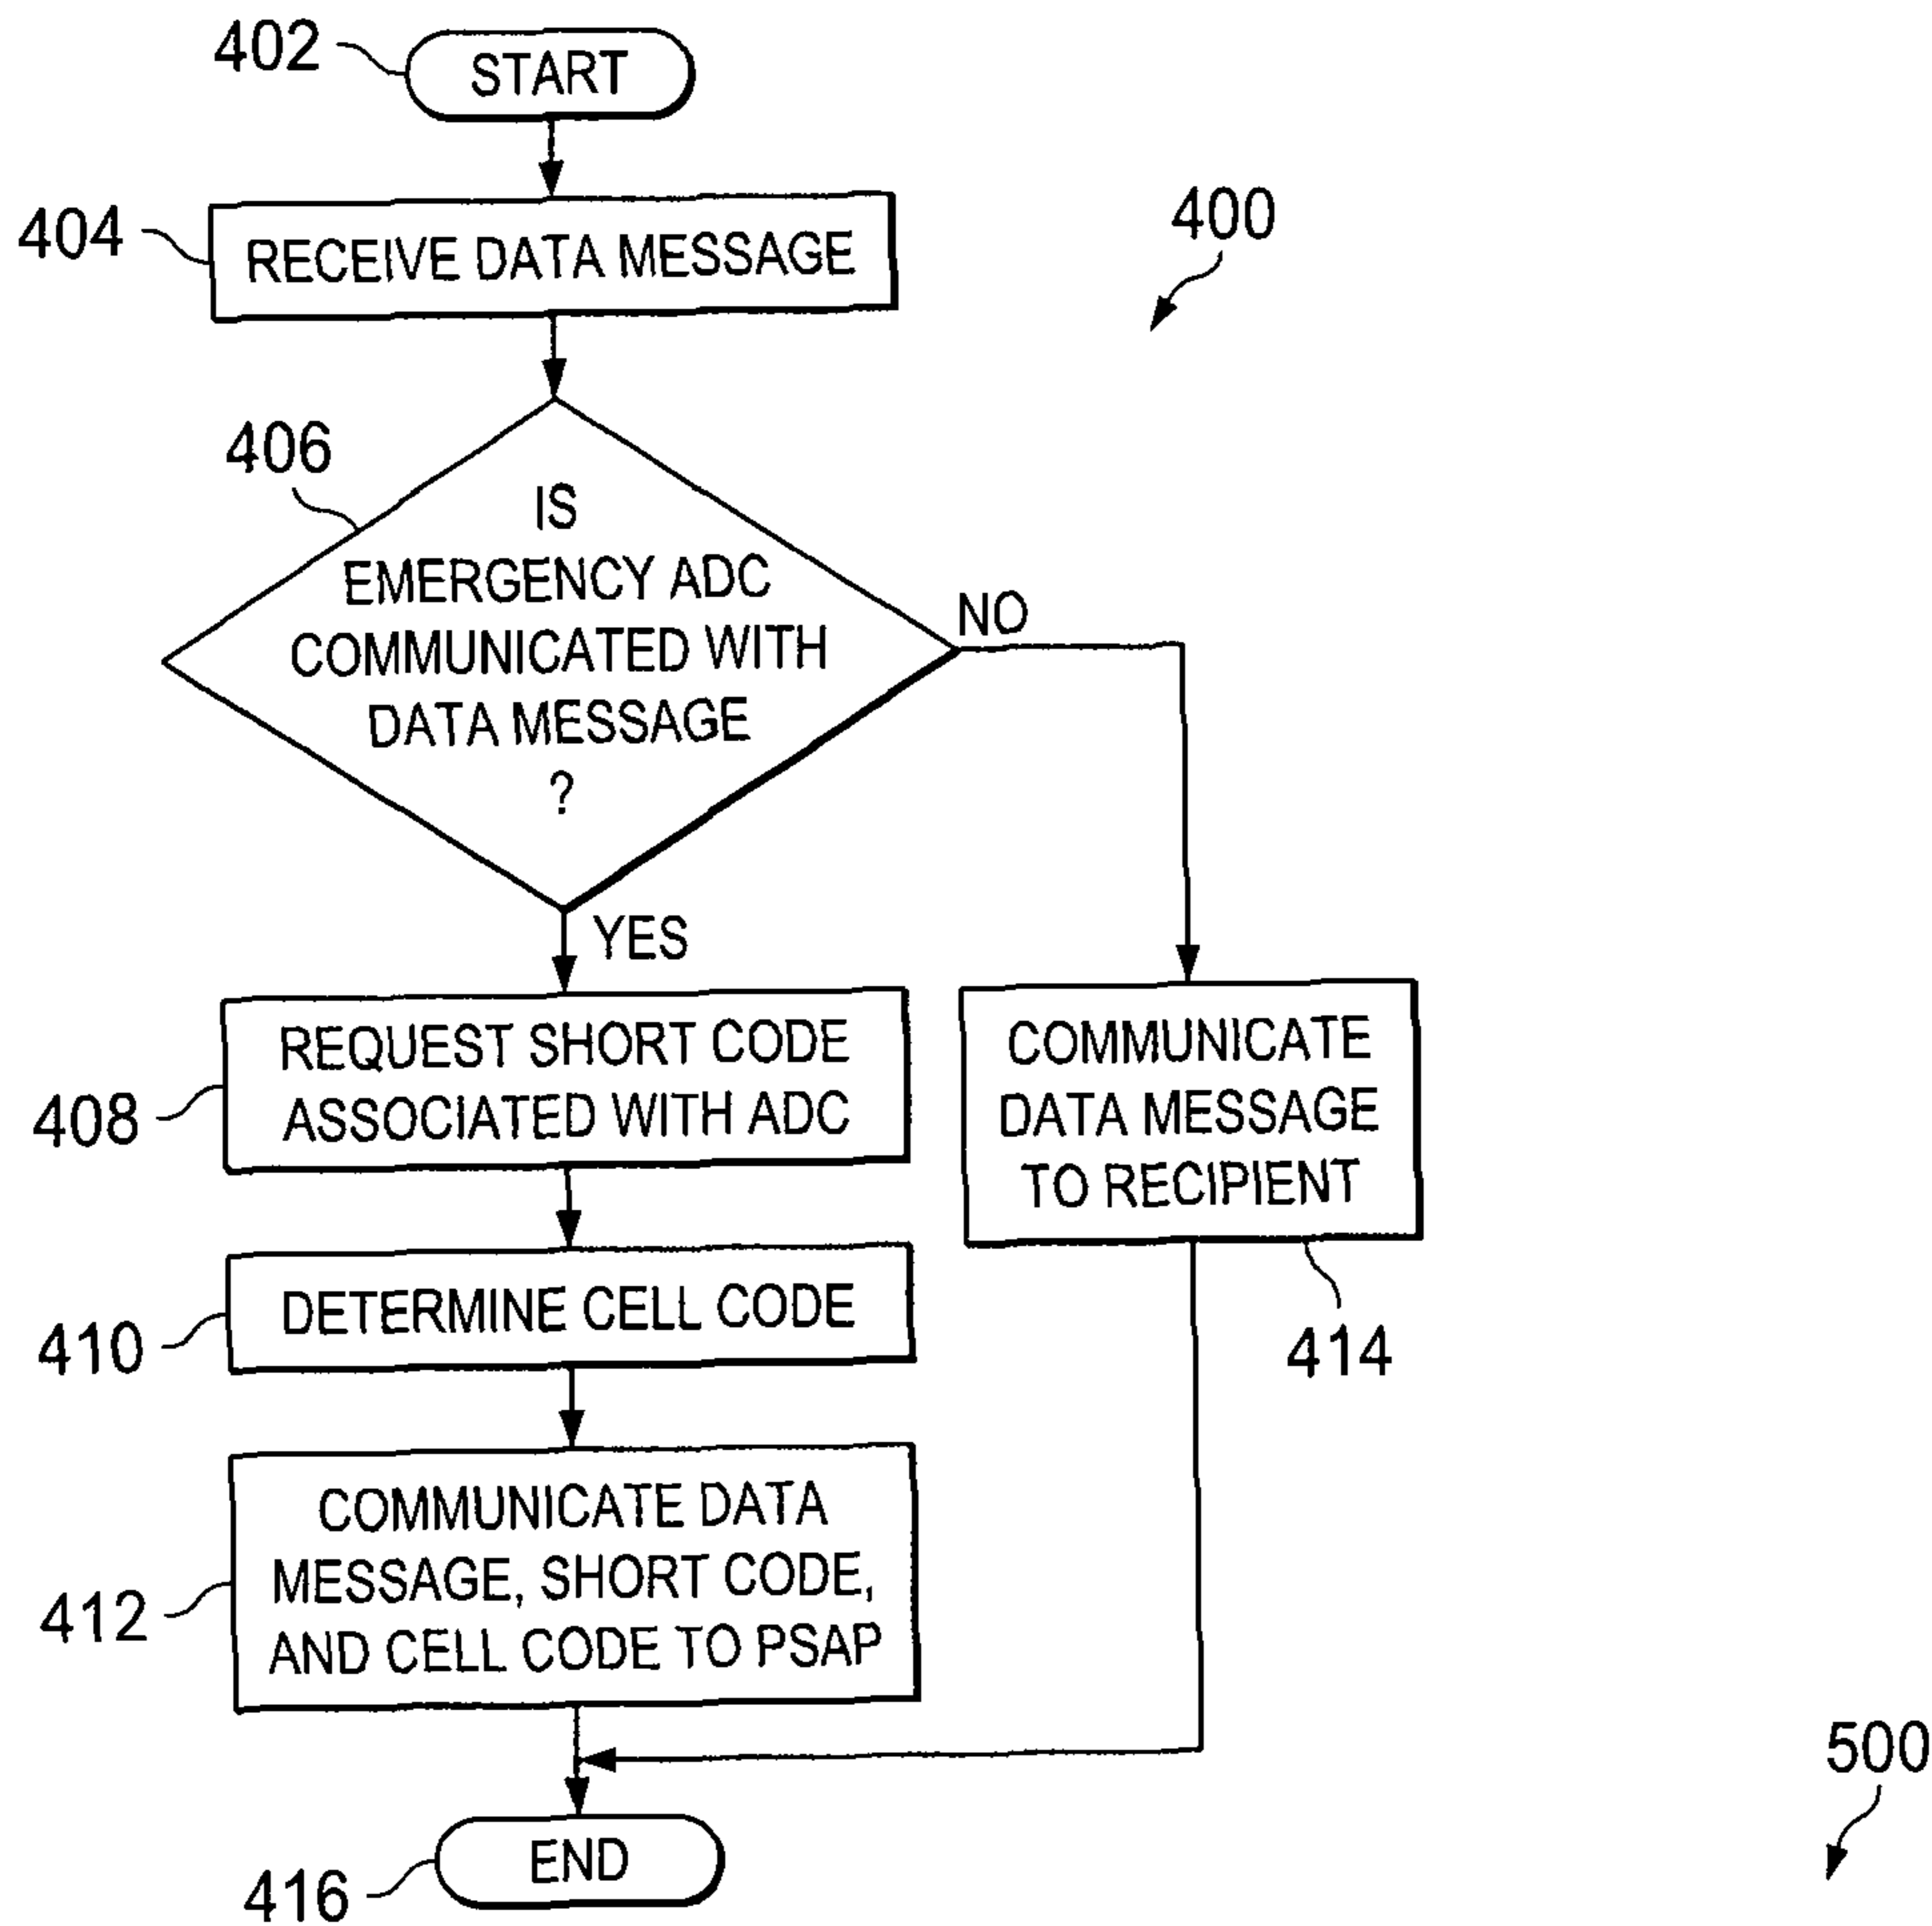 402
START
404
RECEIVE DATA MESSAGE
400
406
IS
EMERGENCY ADC
COMMUNICATED WITH
DATA MESSAGE
?
NO
YES
408
REQUEST SHORT CODE
ASSOCIATED WITH ADC
COMMUNICATE
DATA MESSAGE
TO RECIPIENT
414
410
DETERMINE CELL CODE
412
COMMUNICATE DATA
MESSAGE, SHORT CODE,
AND CELL CODE TO PSAP
500
416
END